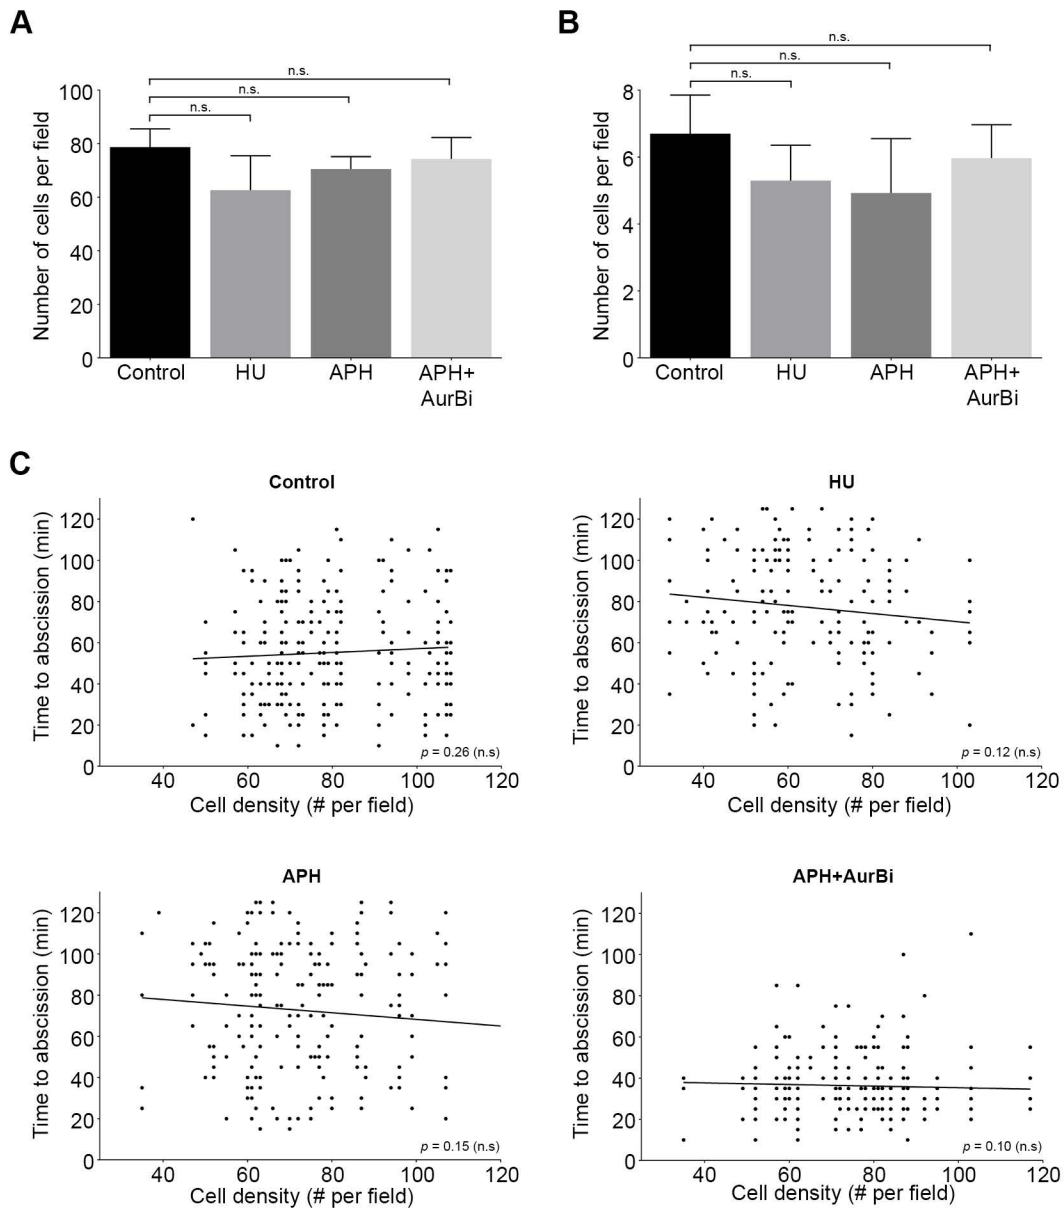 A
n.s.
n.s.
n.s.
Number of cells per field
100
80
60
40
20
0
Control
HU
APH
APH+
AurBi
B
n.s.
n.s.
n.s.
Number of cells per field
8
6
4
2
0
Control
HU
APH
APH+
AurBi
C
Control
Time to abscission (min)
120
100
80
60
40
20
0
p = 0.26 (n.s)
40 60 80 100 120
Cell density (# per field)
HU
Time to abscission (min)
120
100
80
60
40
20
0
p = 0.12 (n.s)
40 60 80 100 120
Cell density (# per field)
APH
Time to abscission (min)
120
100
80
60
40
20
0
p = 0.15 (n.s)
40 60 80 100 120
Cell density (# per field)
APH+AurBi
Time to abscission (min)
120
100
80
60
40
20
0
p = 0.10 (n.s)
40 60 80 100 120
Cell density (# per field)